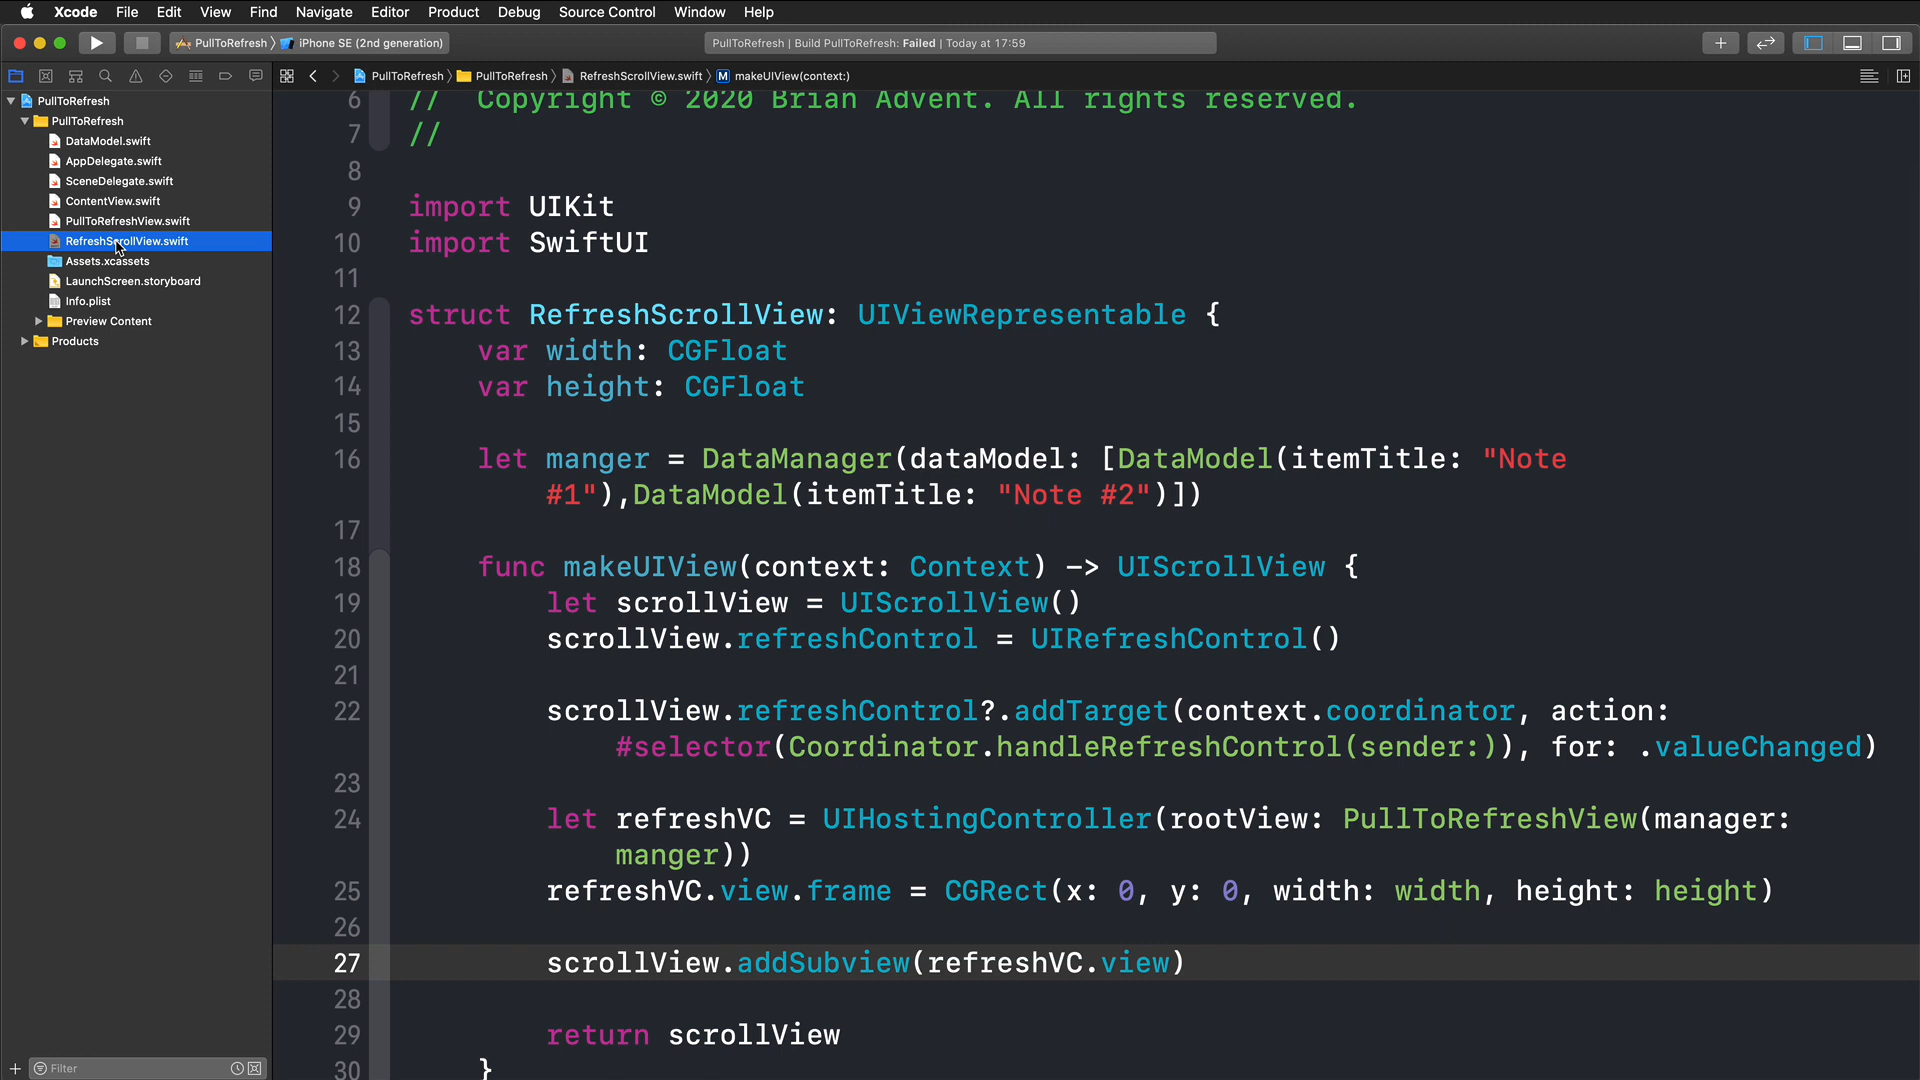 Xcode File Edit View Find Navigate Editor Product Debug Source Control Window Help
PullToRefresh iPhone SE (2nd generation) PullToRefresh | Build PullToRefresh: Failed | Today at 17:59
PullToRefresh PullToRefresh RefreshScrollView.swift M makeUIView(context:)
PullToRefresh
PullToRefresh
DataModel.swift
AppDelegate.swift
SceneDelegate.swift
ContentView.swift
PullToRefreshView.swift
RefreshScrollView.swift
Assets.xcassets
LaunchScreen.storyboard
Info.plist
Preview Content
Products
Filter
6 // Copyright © 2020 Brian Advent. All rights reserved.
7 //
8
9 import UIKit
10 import SwiftUI
11
12 struct RefreshScrollView: UIViewRepresentable {
13 var width: CGFloat
14 var height: CGFloat
15
16 let manger = DataManager(dataModel: [DataModel(itemTitle: "Note
#1"),DataModel(itemTitle: "Note #2")])
17
18 func makeUIView(context: Context) -> UIScrollView {
19 let scrollView = UIScrollView()
20 scrollView.refreshControl = UIRefreshControl()
21
22 scrollView.refreshControl?.addTarget(context.coordinator, action:
#selector(Coordinator.handleRefreshControl(sender:)), for: .valueChanged)
23
24 let refreshVC = UIHostingController(rootView: PullToRefreshView(manager:
manger))
25 refreshVC.view.frame = CGRect(x: 0, y: 0, width: width, height: height)
26
27 scrollView.addSubview(refreshVC.view)
28
29 return scrollView
30 }